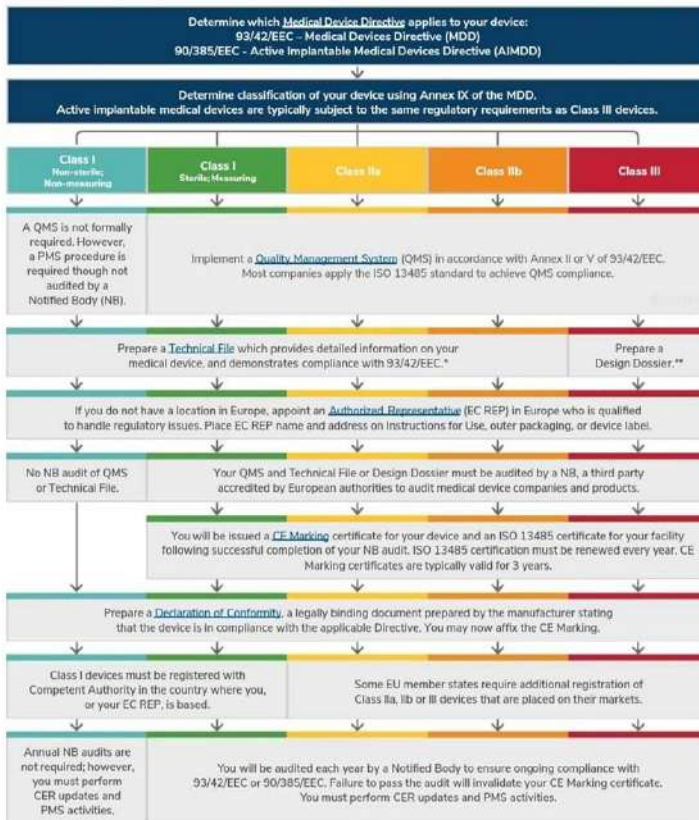 Determine which Medical Device Directive applies to your device:
93/42/EEC – Medical Devices Directive (MDD)
90/385/EEC - Active Implantable Medical Devices Directive (AIMDD)
Determine classification of your device using Annex IX of the MDD.
Active implantable medical devices are typically subject to the same regulatory requirements as Class III devices.
Class I
Non-sterile;
Non-measuring
Class I
Sterile; Measuring
Class IIa
Class IIb
Class III
A QMS is not formally
required. However,
a PMS procedure is
required though not
audited by a
Notified Body (NB).
Implement a Quality Management System (QMS) in accordance with Annex II or V of 93/42/EEC.
Most companies apply the ISO 13485 standard to achieve QMS compliance.
Prepare a Technical File which provides detailed information on your
medical device, and demonstrates compliance with 93/42/EEC.*
Prepare a
Design Dossier.**
If you do not have a location in Europe, appoint an Authorized Representative (EC REP) in Europe who is qualified
to handle regulatory issues. Place EC REP name and address on Instructions for Use, outer packaging, or device label.
No NB audit of QMS
or Technical File.
Your QMS and Technical File or Design Dossier must be audited by a NB, a third party
accredited by European authorities to audit medical device companies and products.
You will be issued a CE Marking certificate for your device and an ISO 13485 certificate for your facility
following successful completion of your NB audit. ISO 13485 certification must be renewed every year. CE
Marking certificates are typically valid for 3 years.
Prepare a Declaration of Conformity, a legally binding document prepared by the manufacturer stating
that the device is in compliance with the applicable Directive. You may now affix the CE Marking.
Class I devices must be registered with
Competent Authority in the country where you,
or your EC REP, is based.
Some EU member states require additional registration of
Class IIa, IIb or III devices that are placed on their markets.
Annual NB audits are
not required; however,
you must perform
CER updates and
PMS activities.
You will be audited each year by a Notified Body to ensure ongoing compliance with
93/42/EEC or 90/385/EEC. Failure to pass the audit will invalidate your CE Marking certificate.
You must perform CER updates and PMS activities.